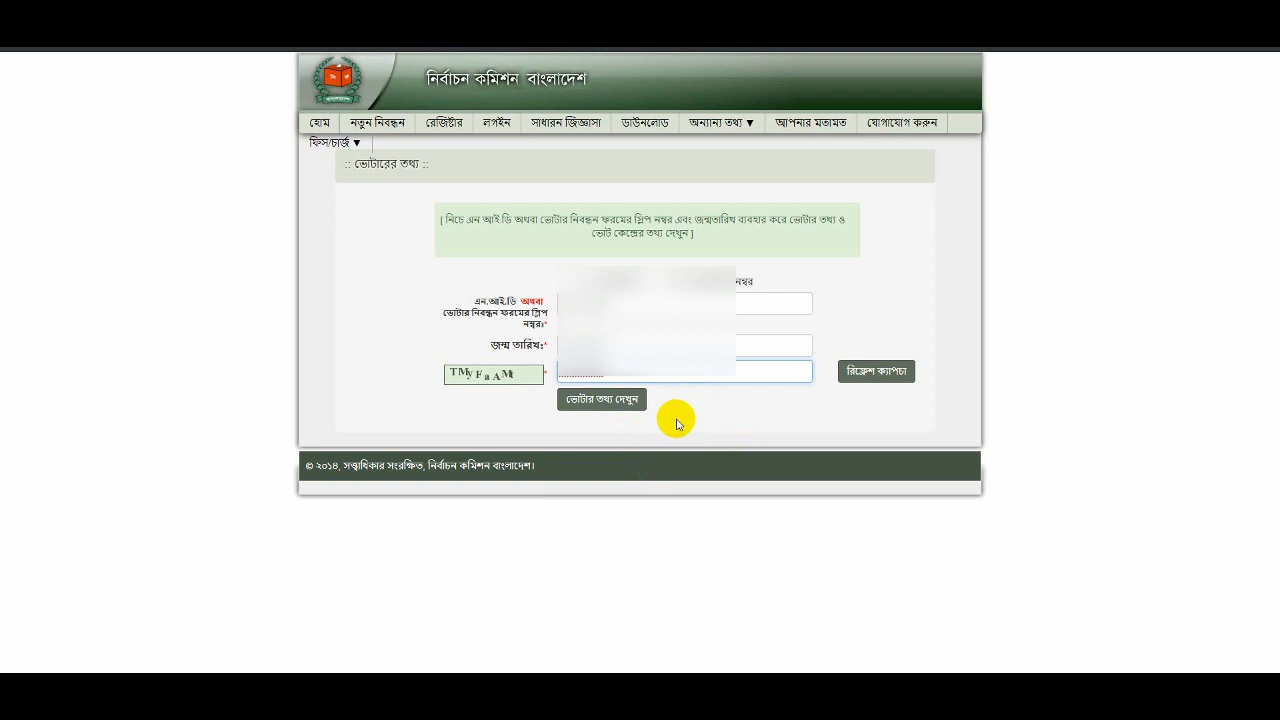 নির্বাচন কমিশন বাংলাদেশ
হোম নতুন নিবন্ধন রেজিষ্টার লগইন সাধারন জিজ্ঞাসা ডাউনলোড অন্যান্য তথ্য ▼ আপনার মতামত যোগাযোগ করুন
ফিস/চার্জ ▼
:: ভোটারের তথ্য ::
[ নিচে এন আই ডি অথবা ভোটার নিবন্ধন ফরমের স্লিপ নম্বর এবং জন্মতারিখ ব্যবহার করে ভোটার তথ্য ও
ভোট কেন্দ্রের তথ্য দেখুন ]
নম্বর
এন.আই.ডি অথবা
ভোটার নিবন্ধন ফরমের স্লিপ
নম্বরঃ*
জন্ম তারিখঃ*
*
রিফ্রেশ ক্যাপচা
ভোটার তথ্য দেখুন
© ২০১৪, সত্ত্বাধিকার সংরক্ষিত, নির্বাচন কমিশন বাংলাদেশ।